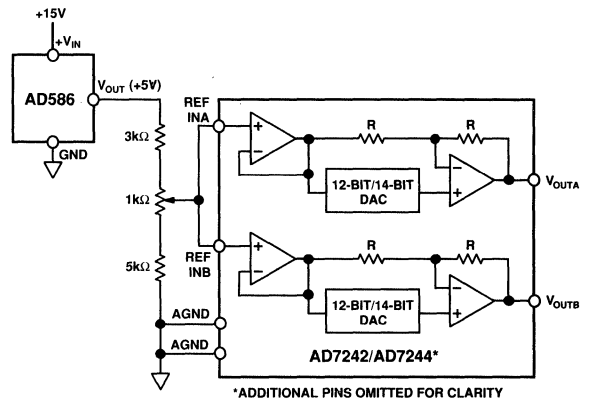 +15V
+VIN
AD586
VOUT (+5V)
GND
3kΩ
1kΩ
5kΩ
REF
INA
R
R
12-BIT/14-BIT
DAC
VOUTA
REF
INB
R
R
12-BIT/14-BIT
DAC
VOUTB
AGND
AGND
AD7242/AD7244*
*ADDITIONAL PINS OMITTED FOR CLARITY